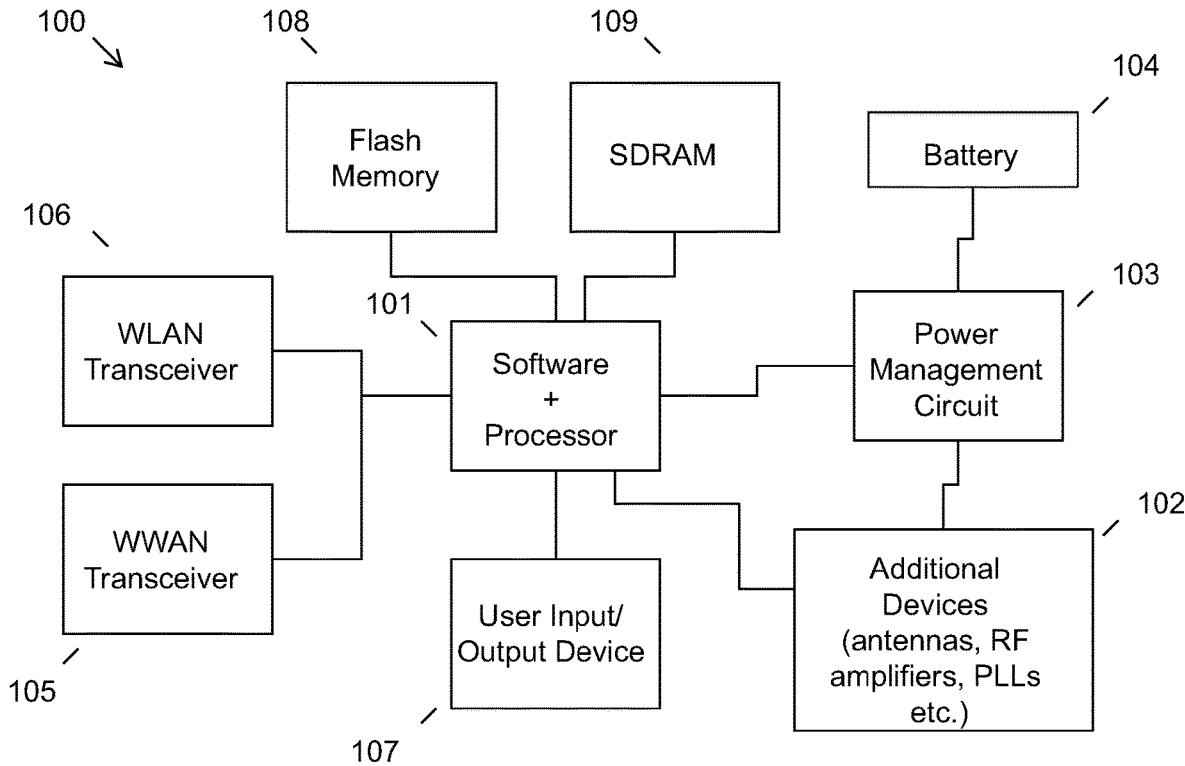 100
108
109
104
Flash
Memory
SDRAM
Battery
106
103
101
WLAN
Transceiver
Software
+
Processor
Power
Management
Circuit
102
WWAN
Transceiver
User Input/
Output Device
Additional
Devices
(antennas, RF
amplifiers, PLLs
etc.)
105
107